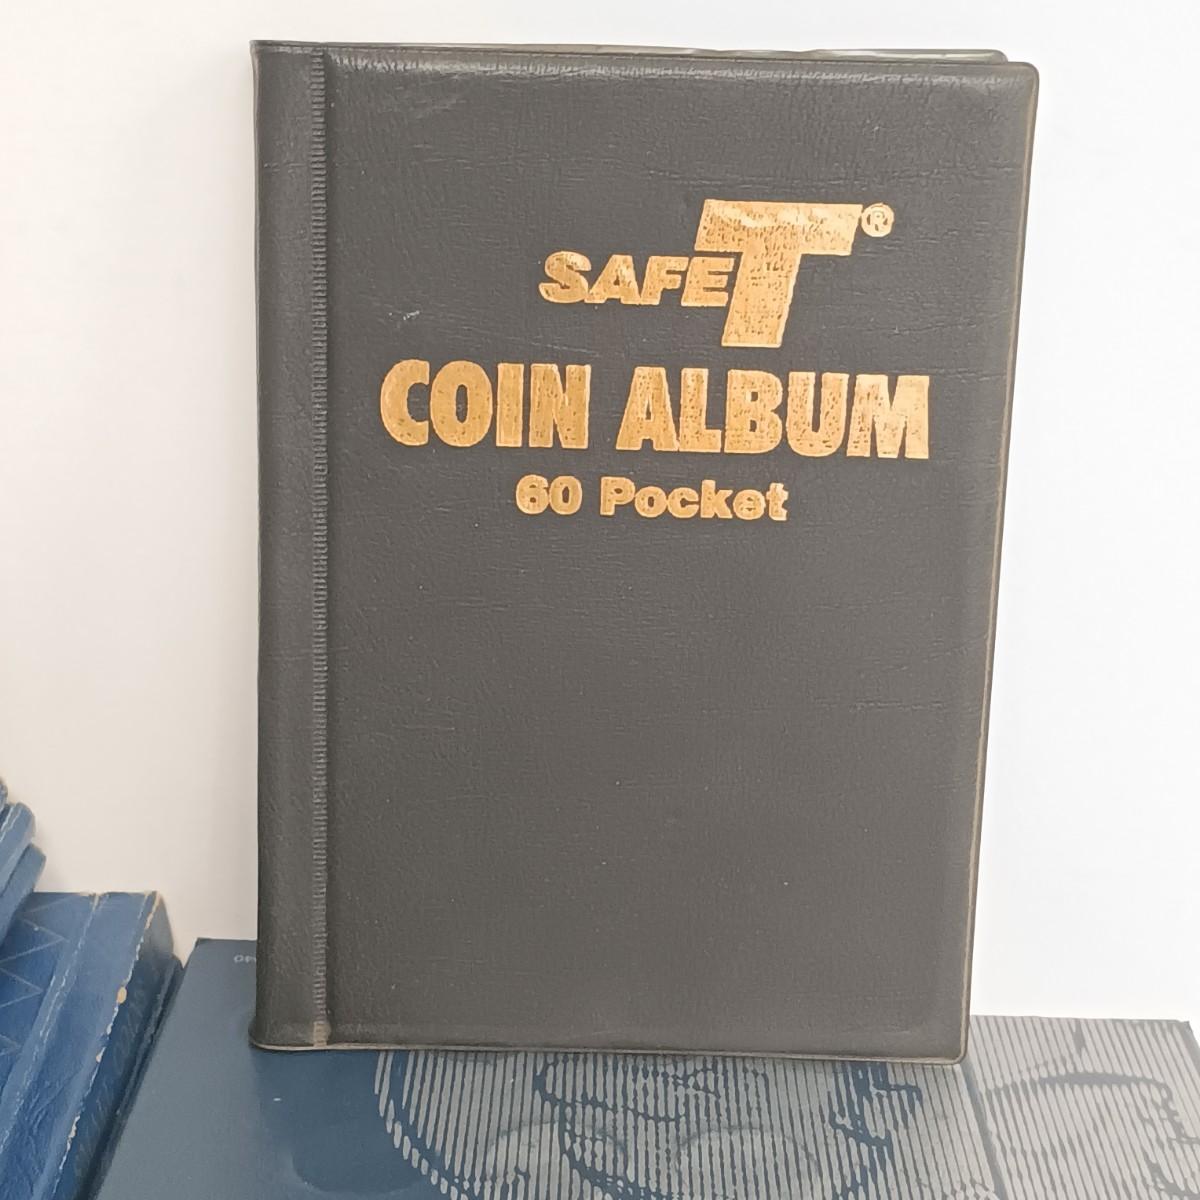 SAFE T®
COIN ALBUM
60 Pocket